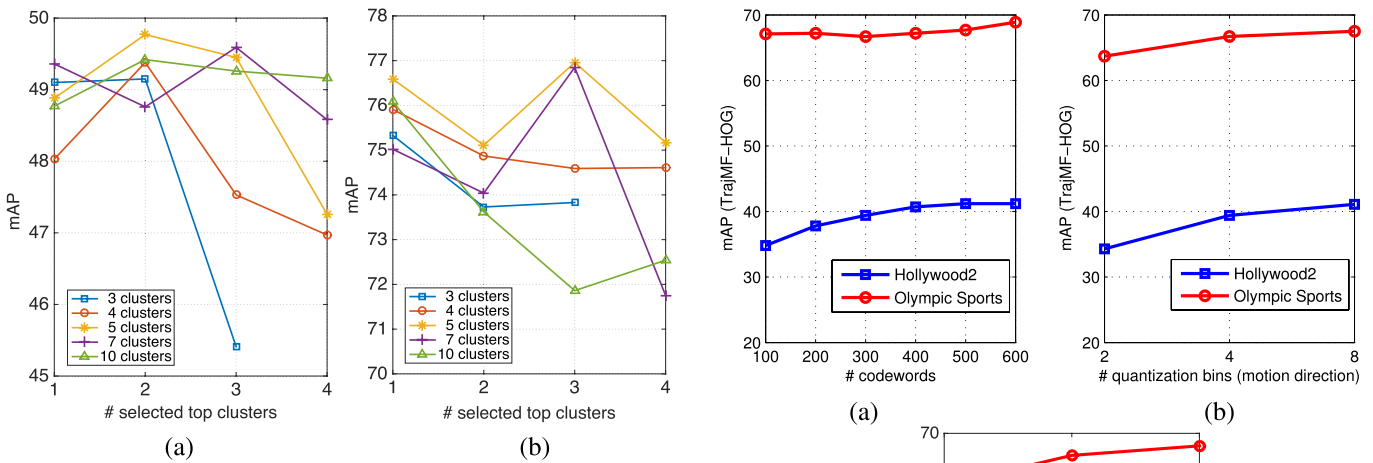 50
49
48
47
46
45
mAP
3 clusters
4 clusters
5 clusters
7 clusters
10 clusters
1 2 3 4
# selected top clusters
(a)
78
77
76
75
74
73
72
71
70
mAP
3 clusters
4 clusters
5 clusters
7 clusters
10 clusters
1 2 3 4
# selected top clusters
(b)
70
60
50
40
30
20
mAP (TrajMF−HOG)
Hollywood2
Olympic Sports
100 200 300 400 500 600
# codewords
(a)
70
60
50
40
30
20
mAP (TrajMF−HOG)
Hollywood2
Olympic Sports
2 4 8
# quantization bins (motion direction)
(b)
70